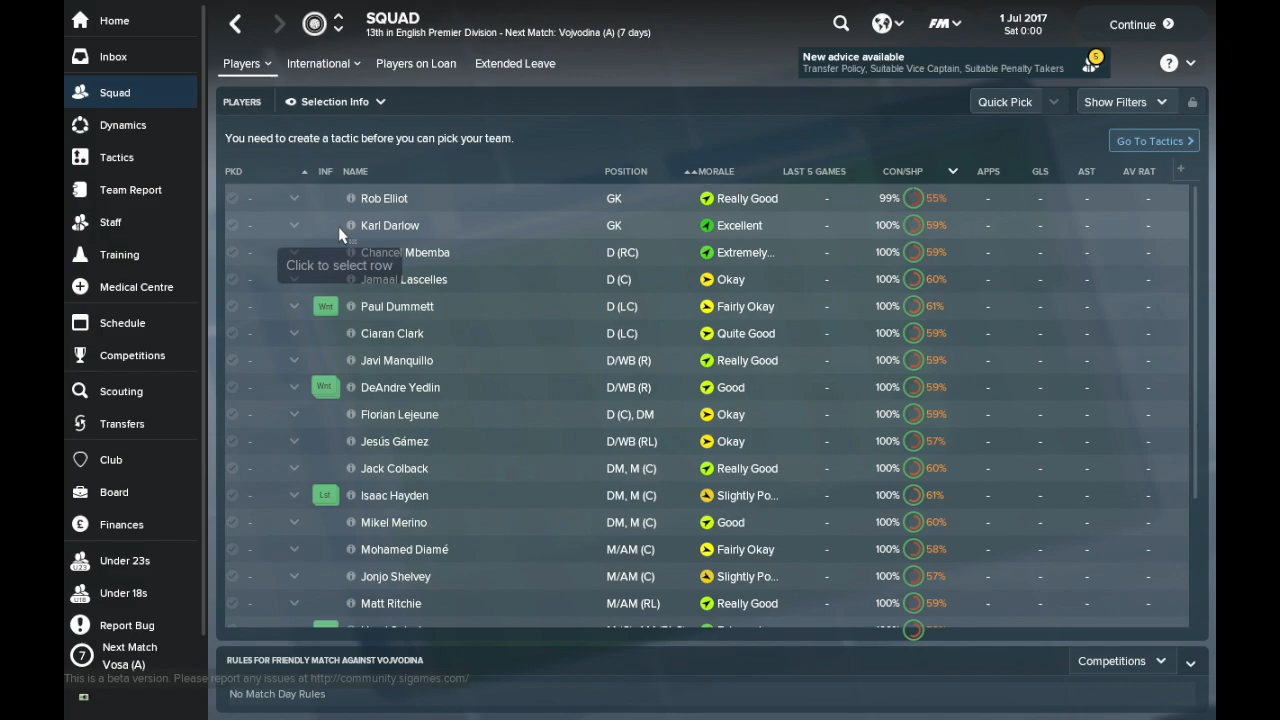 Home
Inbox
Squad
Dynamics
Tactics
Team Report
Staff
Training
Medical Centre
Schedule
Competitions
Scouting
Transfers
Club
Board
Finances
Under 23s
Under 18s
Report Bug
7 Next Match
Vosa (A)
SQUAD
13th in English Premier Division - Next Match: Vojvodina (A) (7 days)
FM
1 Jul 2017
Sat 0:00
Continue
Players International Players on Loan Extended Leave
New advice available
Transfer Policy, Suitable Vice Captain, Suitable Penalty Takers
5
?
PLAYERS Selection Info Quick Pick Show Filters
You need to create a tactic before you can pick your team.
Go To Tactics
PKD INF NAME POSITION MORALE LAST 5 GAMES CON/SHP APPS GLS AST AV RAT +
- Rob Elliot GK Really Good - 99% 55% - - - -
- Karl Darlow GK Excellent - 100% 59% - - - -
Chancel Mbemba D (RC) Extremely... - 100% 59% - - - -
Click to select row
- Jamaal Lascelles D (C) Okay - 100% 60% - - - -
- Wnt Paul Dummett D (LC) Fairly Okay - 100% 61% - - - -
- Ciaran Clark D (LC) Quite Good - 100% 59% - - - -
- Javi Manquillo D/WB (R) Really Good - 100% 59% - - - -
- Wnt DeAndre Yedlin D/WB (R) Good - 100% 59% - - - -
- Florian Lejeune D (C), DM Okay - 100% 59% - - - -
- Jesús Gámez D/WB (RL) Okay - 100% 57% - - - -
- Jack Colback DM, M (C) Really Good - 100% 60% - - - -
- Lst Isaac Hayden DM, M (C) Slightly Po... - 100% 61% - - - -
- Mikel Merino DM, M (C) Good - 100% 60% - - - -
- Mohamed Diamé M/AM (C) Fairly Okay - 100% 58% - - - -
- Jonjo Shelvey M/AM (C) Slightly Po... - 100% 57% - - - -
- Matt Ritchie M/AM (RL) Really Good - 100% 59% - - - -
RULES FOR FRIENDLY MATCH AGAINST VOJVODINA
Competitions
No Match Day Rules
This is a beta version. Please report any issues at http://community.sigames.com/